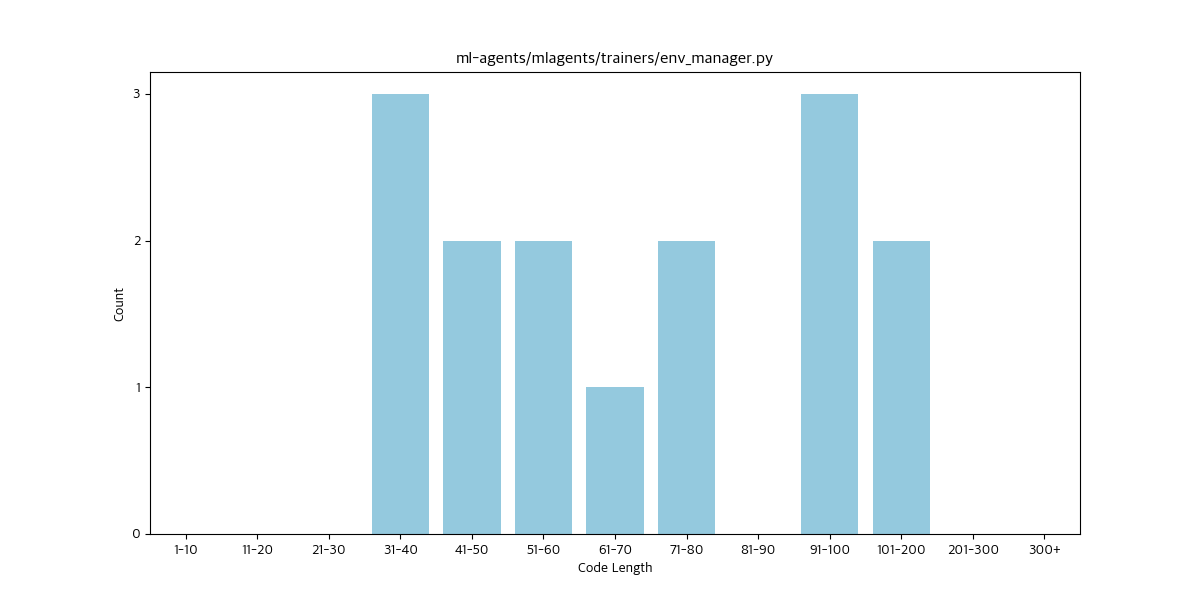 ml-agents/mlagents/trainers/env_manager.py
3
2
1
0
Count
1-10 11-20 21-30 31-40 41-50 51-60 61-70 71-80 81-90 91-100 101-200 201-300 300+
Code Length